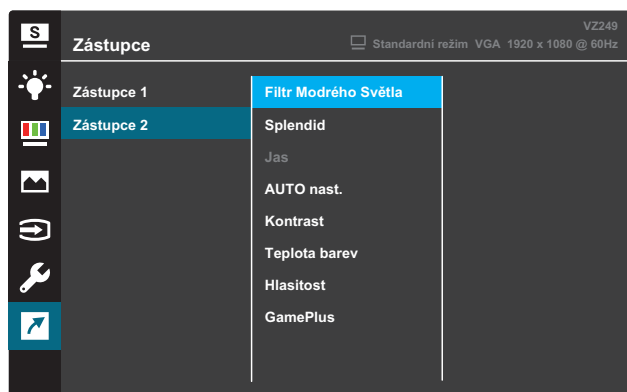 S
VZ249
Zástupce
Standardní režim VGA 1920 x 1080 @ 60Hz
Zástupce 1
Zástupce 2
Filtr Modrého Světla
Splendid
Jas
AUTO nast.
Kontrast
Teplota barev
Hlasitost
GamePlus